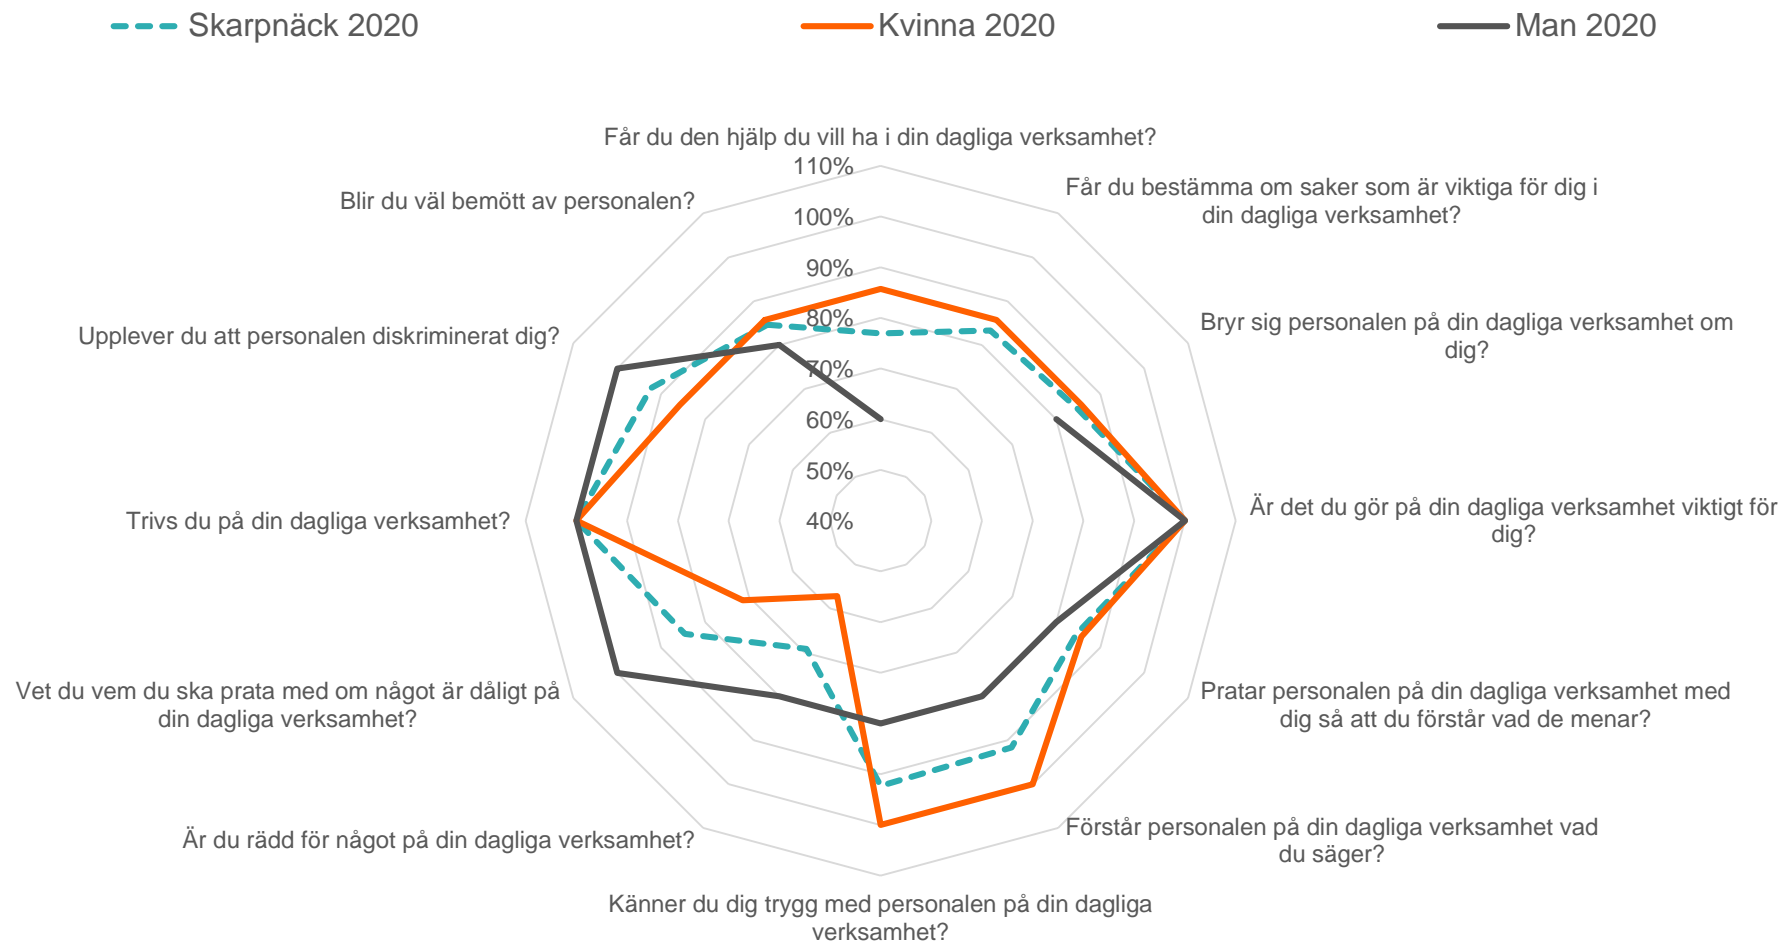 Skarpnäck 2020
Kvinna 2020
Man 2020
Får du den hjälp du vill ha i din dagliga verksamhet?
110%
100%
90%
80%
70%
60%
50%
40%
Får du bestämma om saker som är viktiga för dig i
din dagliga verksamhet?
Bryr sig personalen på din dagliga verksamhet om
dig?
Är det du gör på din dagliga verksamhet viktigt för
dig?
Pratar personalen på din dagliga verksamhet med
dig så att du förstår vad de menar?
Förstår personalen på din dagliga verksamhet vad
du säger?
Känner du dig trygg med personalen på din dagliga
verksamhet?
Är du rädd för något på din dagliga verksamhet?
Vet du vem du ska prata med om något är dåligt på
din dagliga verksamhet?
Trivs du på din dagliga verksamhet?
Upplever du att personalen diskriminerat dig?
Blir du väl bemött av personalen?